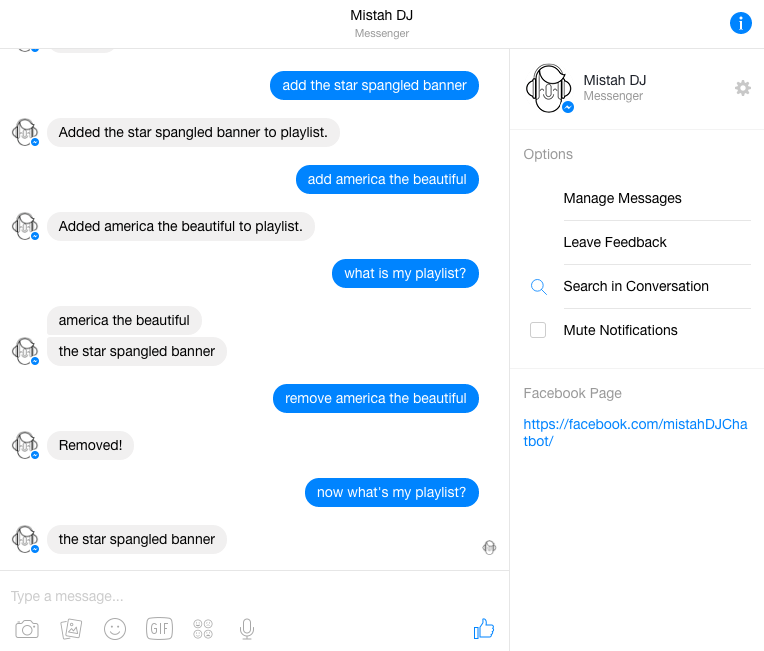 Mistah DJ
Messenger
i
add the star spangled banner
Added the star spangled banner to playlist.
add america the beautiful
Added america the beautiful to playlist.
what is my playlist?
america the beautiful
the star spangled banner
remove america the beautiful
Removed!
now what's my playlist?
the star spangled banner
Type a message...
GIF
Mistah DJ
Messenger
Options
Manage Messages
Leave Feedback
Search in Conversation
Mute Notifications
Facebook Page
https://facebook.com/mistahDJCha
tbot/